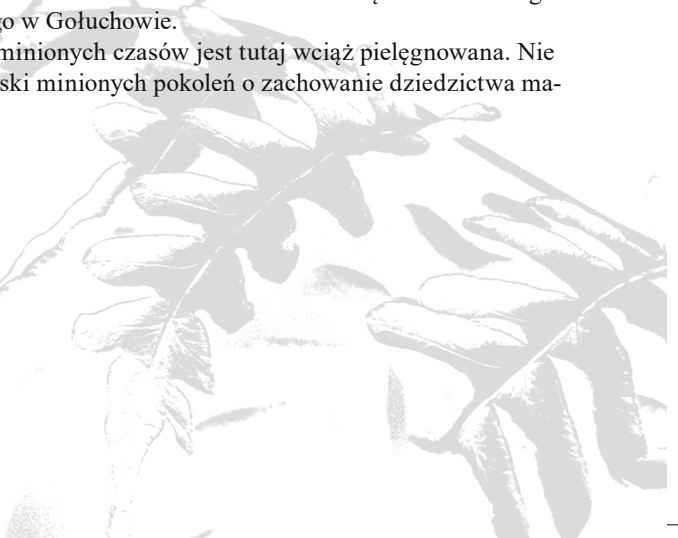 go w Gołuchowie.
minionych czasów jest tutaj wciąż pielęgnowana. Nie
ski minionych pokoleń o zachowanie dziedzictwa ma-